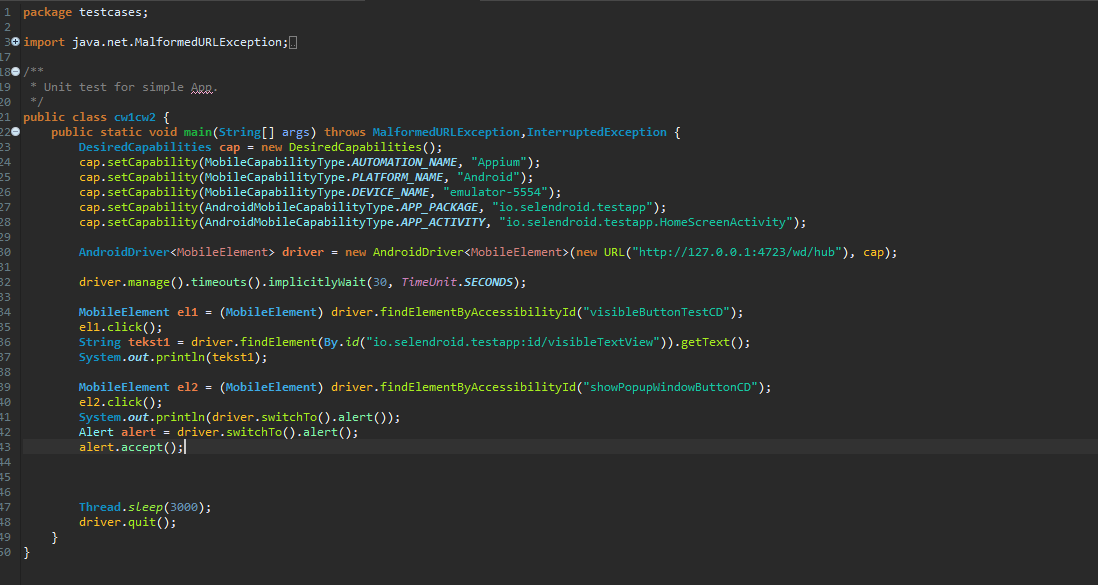 1 package testcases;
2
3 import java.net.MalformedURLException;
17
18 /**
19 * Unit test for simple App.
20 */
21 public class cw1cw2 {
22 public static void main(String[] args) throws MalformedURLException,InterruptedException {
23 DesiredCapabilities cap = new DesiredCapabilities();
24 cap.setCapability(MobileCapabilityType.AUTOMATION_NAME, "Appium");
25 cap.setCapability(MobileCapabilityType.PLATFORM_NAME, "Android");
26 cap.setCapability(MobileCapabilityType.DEVICE_NAME, "emulator-5554");
27 cap.setCapability(AndroidMobileCapabilityType.APP_PACKAGE, "io.selendroid.testapp");
28 cap.setCapability(AndroidMobileCapabilityType.APP_ACTIVITY, "io.selendroid.testapp.HomeScreenActivity");
29
30 AndroidDriver<MobileElement> driver = new AndroidDriver<MobileElement>(new URL("http://127.0.0.1:4723/wd/hub"), cap);
31
32 driver.manage().timeouts().implicitlyWait(30, TimeUnit.SECONDS);
33
34 MobileElement el1 = (MobileElement) driver.findElementByAccessibilityId("visibleButtonTestCD");
35 el1.click();
36 String tekst1 = driver.findElement(By.id("io.selendroid.testapp:id/visibleTextView")).getText();
37 System.out.println(tekst1);
38
39 MobileElement el2 = (MobileElement) driver.findElementByAccessibilityId("showPopupWindowButtonCD");
40 el2.click();
41 System.out.println(driver.switchTo().alert());
42 Alert alert = driver.switchTo().alert();
43 alert.accept();
44
45
46
47 Thread.sleep(3000);
48 driver.quit();
49 }
50 }